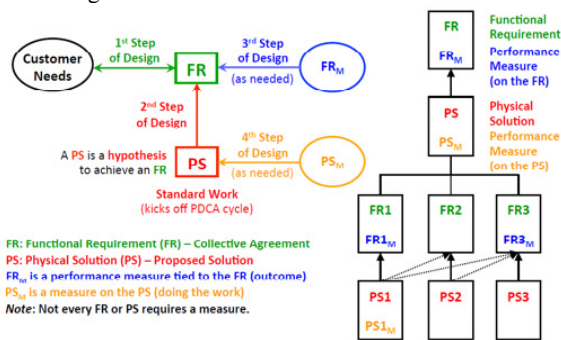 1st Step
of Design
3rd Step
of Design
(as needed)
Customer
Needs
FR
FRM
2nd Step
of Design
4th Step
of Design
(as needed)
A PS is a hypothesis
to achieve an FR
PS
PSM
Standard Work
(kicks off PDCA cycle)
FR: Functional Requirement (FR) – Collective Agreement
PS: Physical Solution (PS) – Proposed Solution
FRM is a performance measure tied to the FR (outcome)
PSM is a measure on the PS (doing the work)
Note: Not every FR or PS requires a measure.
FR
FRM
Functional
Requirement
Performance
Measure
(on the FR)
PS
PSM
Physical Solution
Performance
Measure
(on the PS)
FR1
FR1M
FR2
FR3
FR3M
PS1
PS1M
PS2
PS3